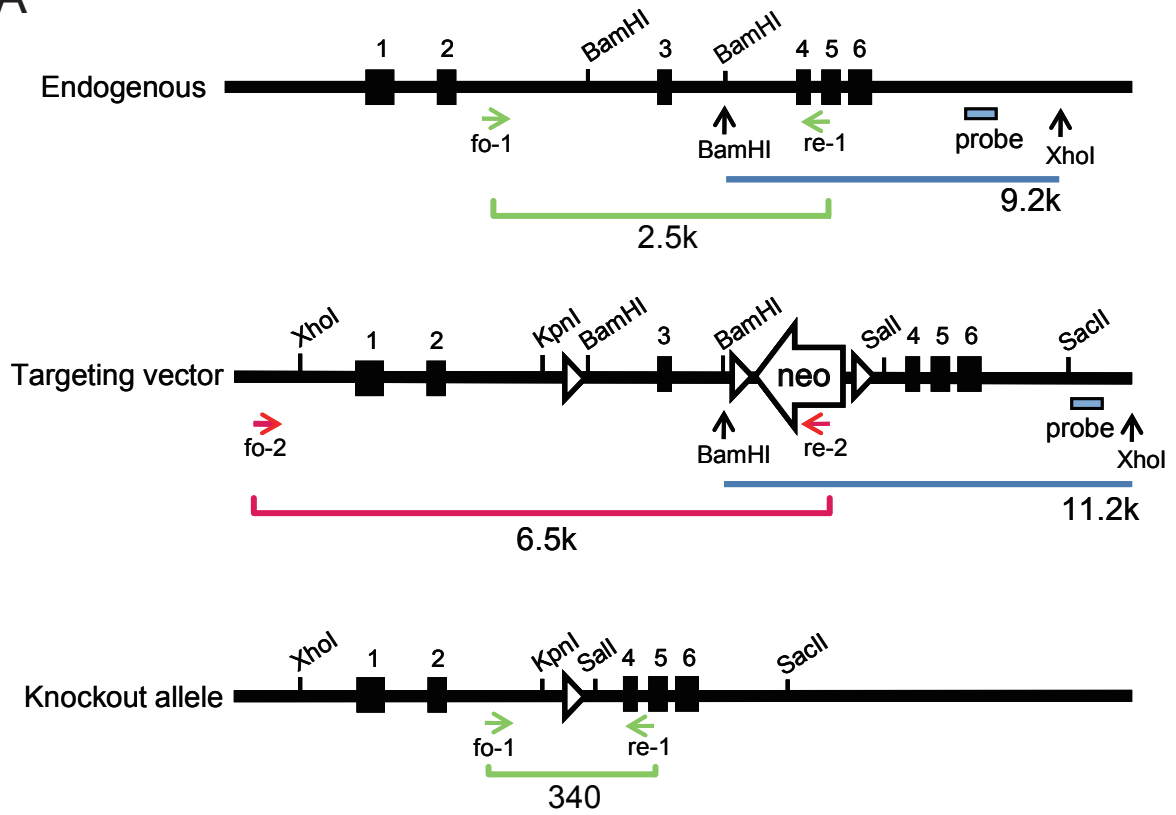 A
1 2 BamHI 3 BamHI 4 5 6
Endogenous
fo-1 BamHI re-1 probe XhoI
9.2k
2.5k
XhoI 1 2 KpnI BamHI 3 BamHI SalI 4 5 6 SacII
Targeting vector neo
fo-2 BamHI re-2 probe XhoI
11.2k
6.5k
XhoI 1 2 KpnI SalI 4 5 6 SacII
Knockout allele
fo-1 re-1
340